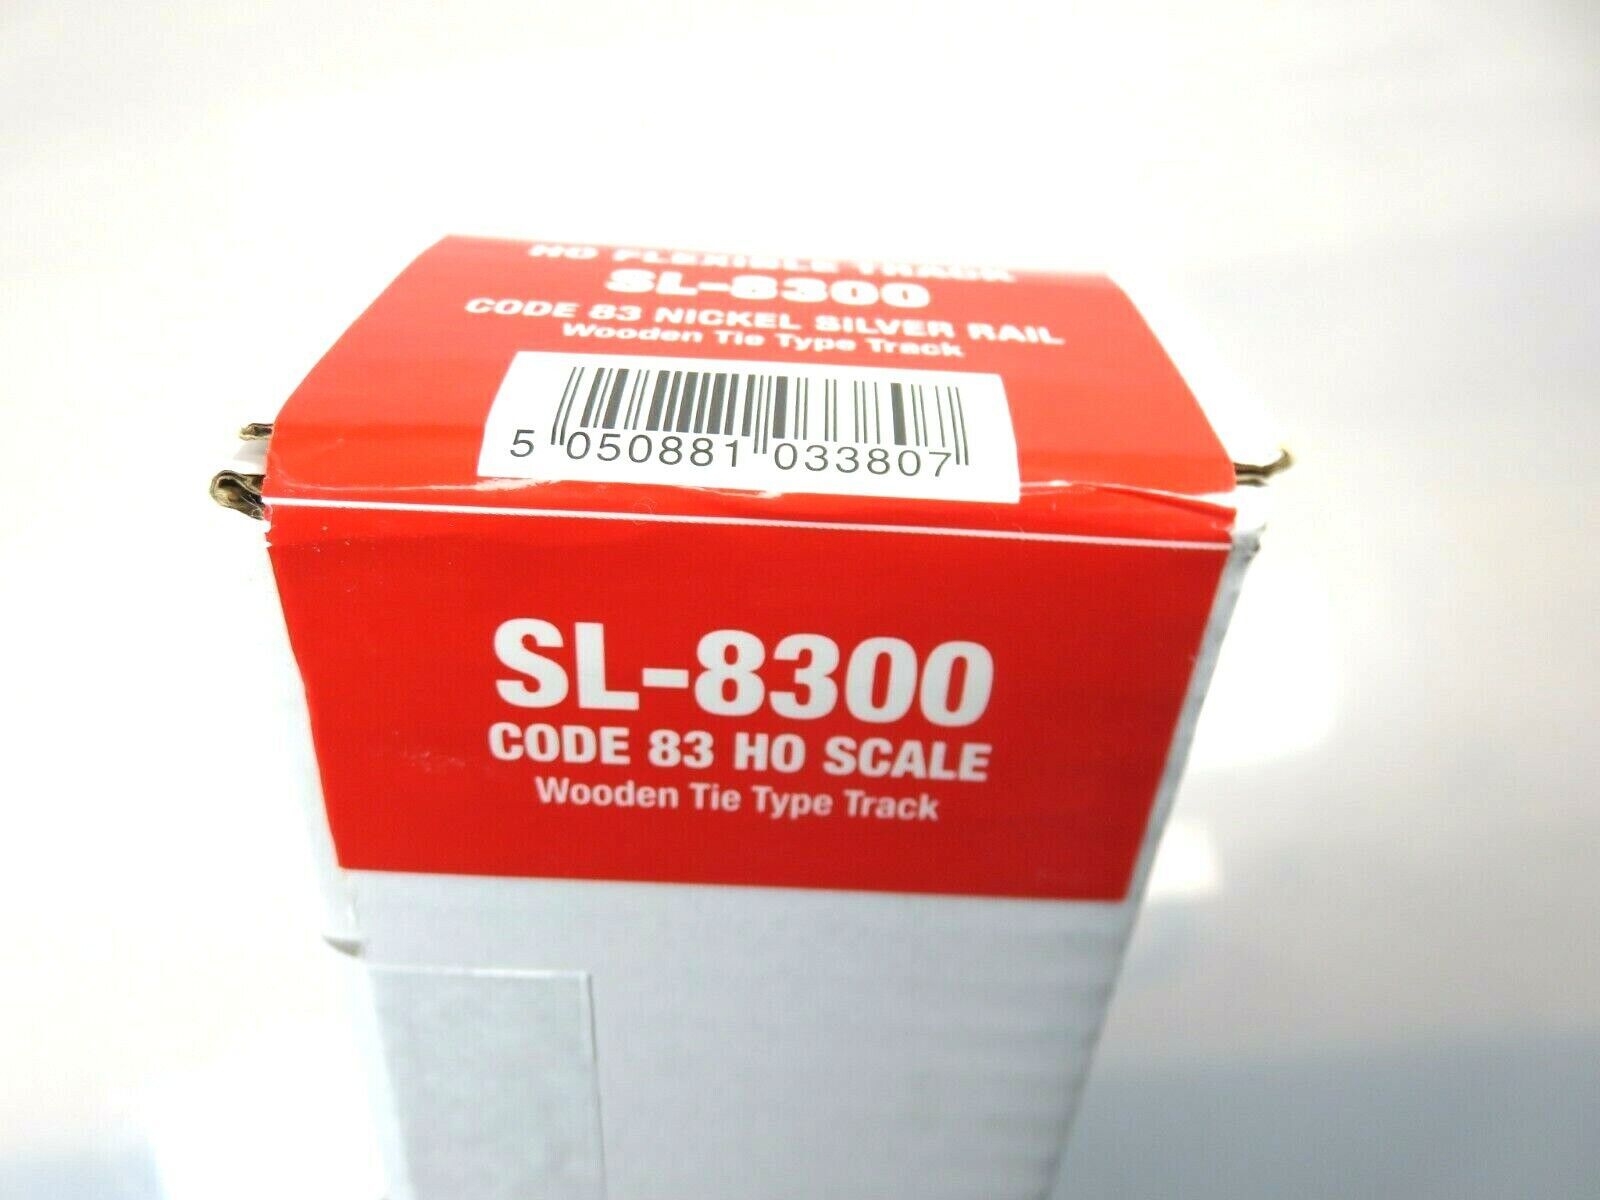 HO FLEXIBLE TRACK
SL-8300
CODE 83 NICKEL SILVER RAIL
Wooden Tie Type Track
5 050881 033807
SL-8300
CODE 83 HO SCALE
Wooden Tie Type Track